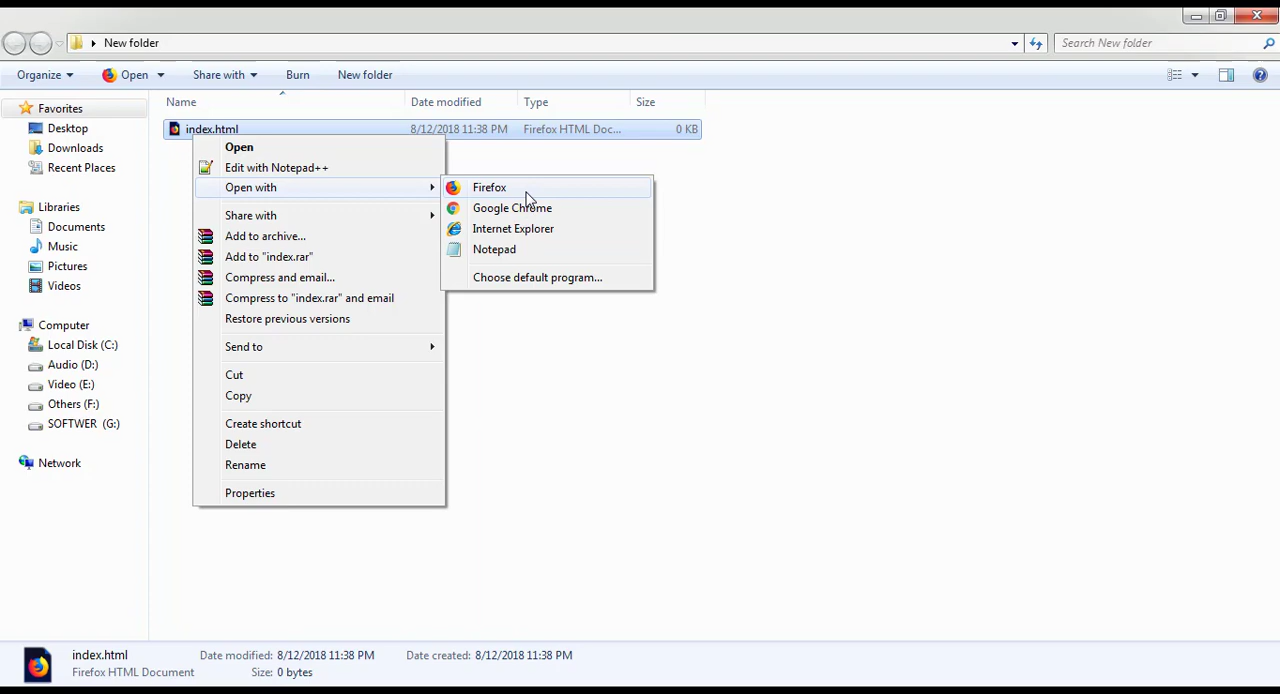 New folder
Search New folder
Organize Open Share with Burn New folder
Name Date modified Type Size
index.html 8/12/2018 11:38 PM Firefox HTML Doc... 0 KB
Favorites
Desktop
Downloads
Recent Places
Libraries
Documents
Music
Pictures
Videos
Computer
Local Disk (C:)
Audio (D:)
Video (E:)
Others (F:)
SOFTWER (G:)
Network
Open
Edit with Notepad++
Open with
Share with
Add to archive...
Add to "index.rar"
Compress and email...
Compress to "index.rar" and email
Restore previous versions
Send to
Cut
Copy
Create shortcut
Delete
Rename
Properties
Firefox
Google Chrome
Internet Explorer
Notepad
Choose default program...
index.html Date modified: 8/12/2018 11:38 PM Date created: 8/12/2018 11:38 PM
Firefox HTML Document Size: 0 bytes